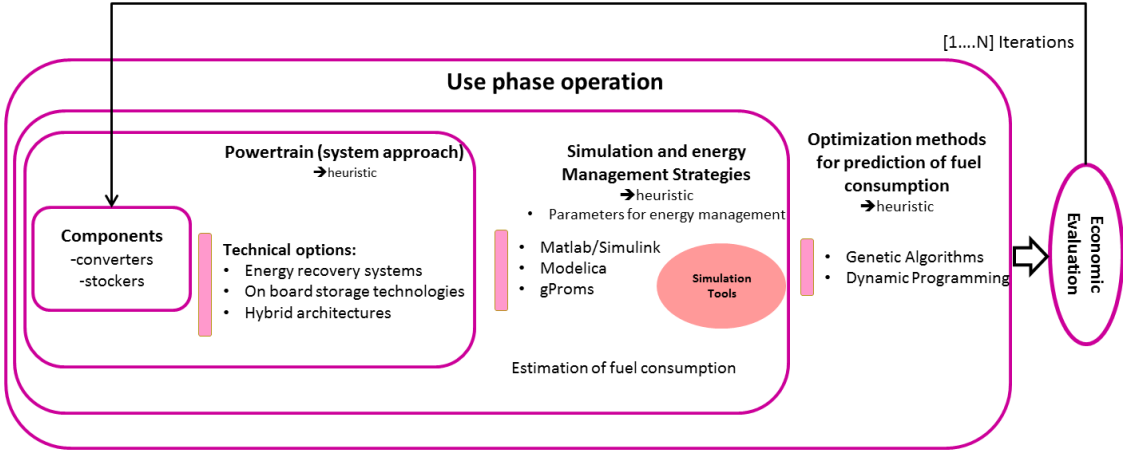 [1....N] Iterations
Use phase operation
Powertrain (system approach)
➔heuristic
Components
-converters
-stockers
Technical options:
• Energy recovery systems
• On board storage technologies
• Hybrid architectures
Simulation and energy
Management Strategies
➔heuristic
• Parameters for energy management
• Matlab/Simulink
• Modelica
• gProms
Simulation
Tools
Estimation of fuel consumption
Optimization methods
for prediction of fuel
consumption
➔heuristic
• Genetic Algorithms
• Dynamic Programming
Economic
Evaluation